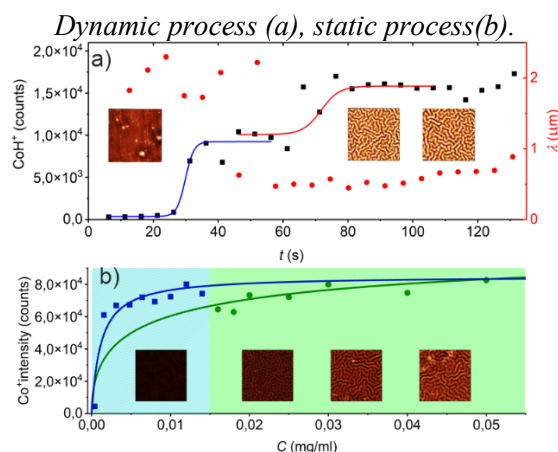 Dynamic process (a), static process(b).
a)
CoH⁺ (counts)
2,0×10⁴
1,5×10⁴
1,0×10⁴
5,0×10³
0,0
0 20 40 60 80 100 120
t (s)
2
1
0
λ (μm)
b)
Co⁺intensity (counts)
8,0×10⁴
6,0×10⁴
4,0×10⁴
2,0×10⁴
0,0
0,00 0,01 0,02 0,03 0,04 0,05
C (mg/ml)